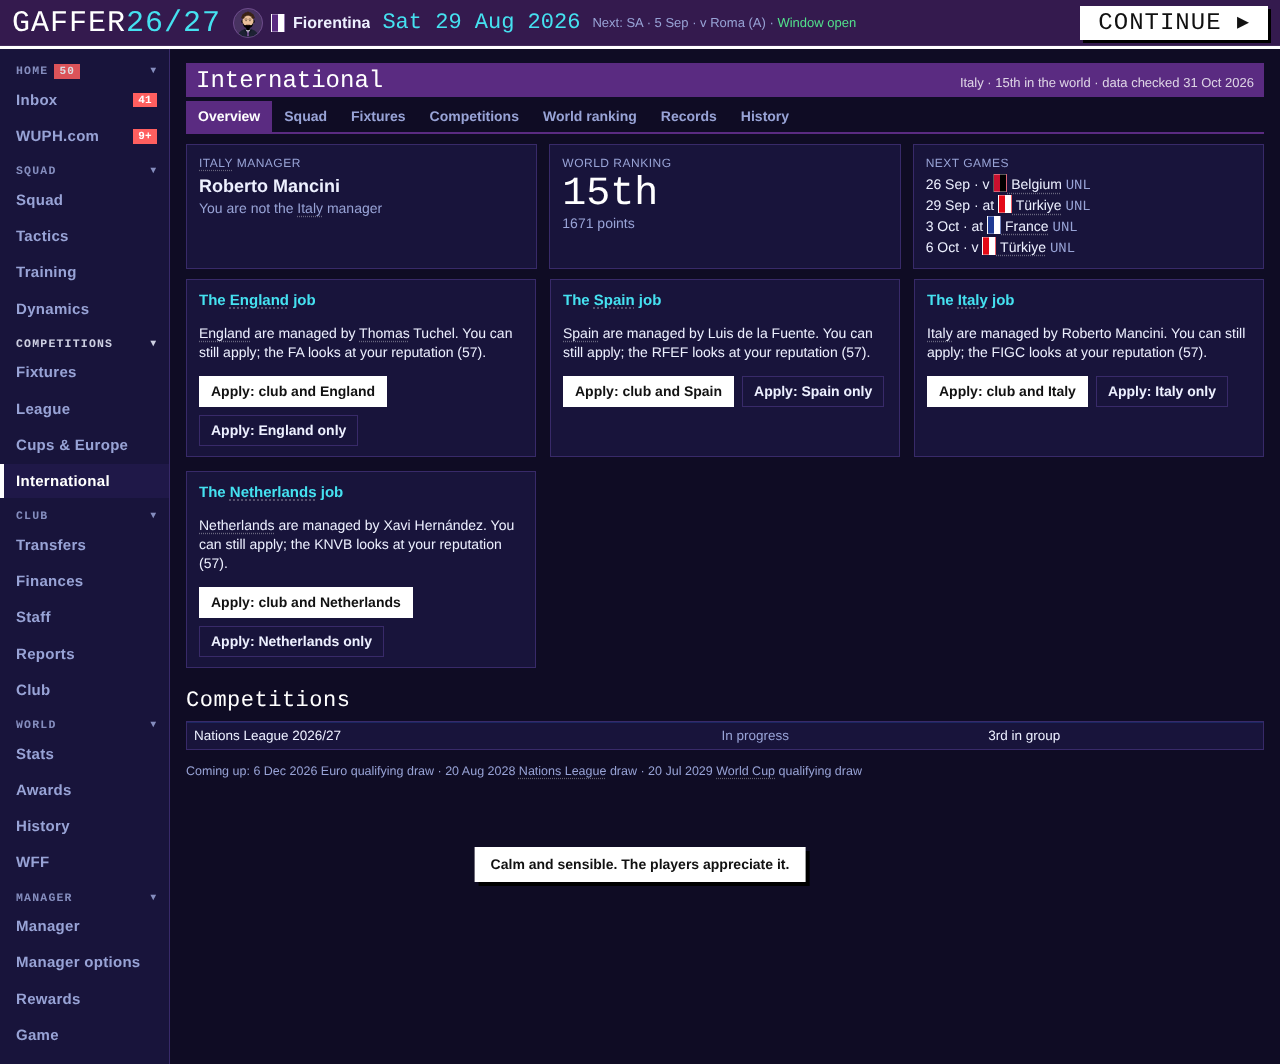 GAFFER26/27 Fiorentina Sat 29 Aug 2026 Next: SA · 5 Sep · v Roma (A) · Window open CONTINUE ►
HOME 50 ▼
Inbox 41
WUPH.com 9+
SQUAD ▼
Squad
Tactics
Training
Dynamics
COMPETITIONS ▼
Fixtures
League
Cups & Europe
International
CLUB ▼
Transfers
Finances
Staff
Reports
Club
WORLD ▼
Stats
Awards
History
WFF
MANAGER ▼
Manager
Manager options
Rewards
Game
International Italy · 15th in the world · data checked 31 Oct 2026
Overview Squad Fixtures Competitions World ranking Records History
ITALY MANAGER
Roberto Mancini
You are not the Italy manager
WORLD RANKING
15th
1671 points
NEXT GAMES
26 Sep · v Belgium UNL
29 Sep · at Türkiye UNL
3 Oct · at France UNL
6 Oct · v Türkiye UNL
The England job
England are managed by Thomas Tuchel. You can
still apply; the FA looks at your reputation (57).
Apply: club and England
Apply: England only
The Spain job
Spain are managed by Luis de la Fuente. You can
still apply; the RFEF looks at your reputation (57).
Apply: club and Spain Apply: Spain only
The Italy job
Italy are managed by Roberto Mancini. You can still
apply; the FIGC looks at your reputation (57).
Apply: club and Italy Apply: Italy only
The Netherlands job
Netherlands are managed by Xavi Hernández. You
can still apply; the KNVB looks at your reputation
(57).
Apply: club and Netherlands
Apply: Netherlands only
Competitions
Nations League 2026/27 In progress 3rd in group
Coming up: 6 Dec 2026 Euro qualifying draw · 20 Aug 2028 Nations League draw · 20 Jul 2029 World Cup qualifying draw
Calm and sensible. The players appreciate it.